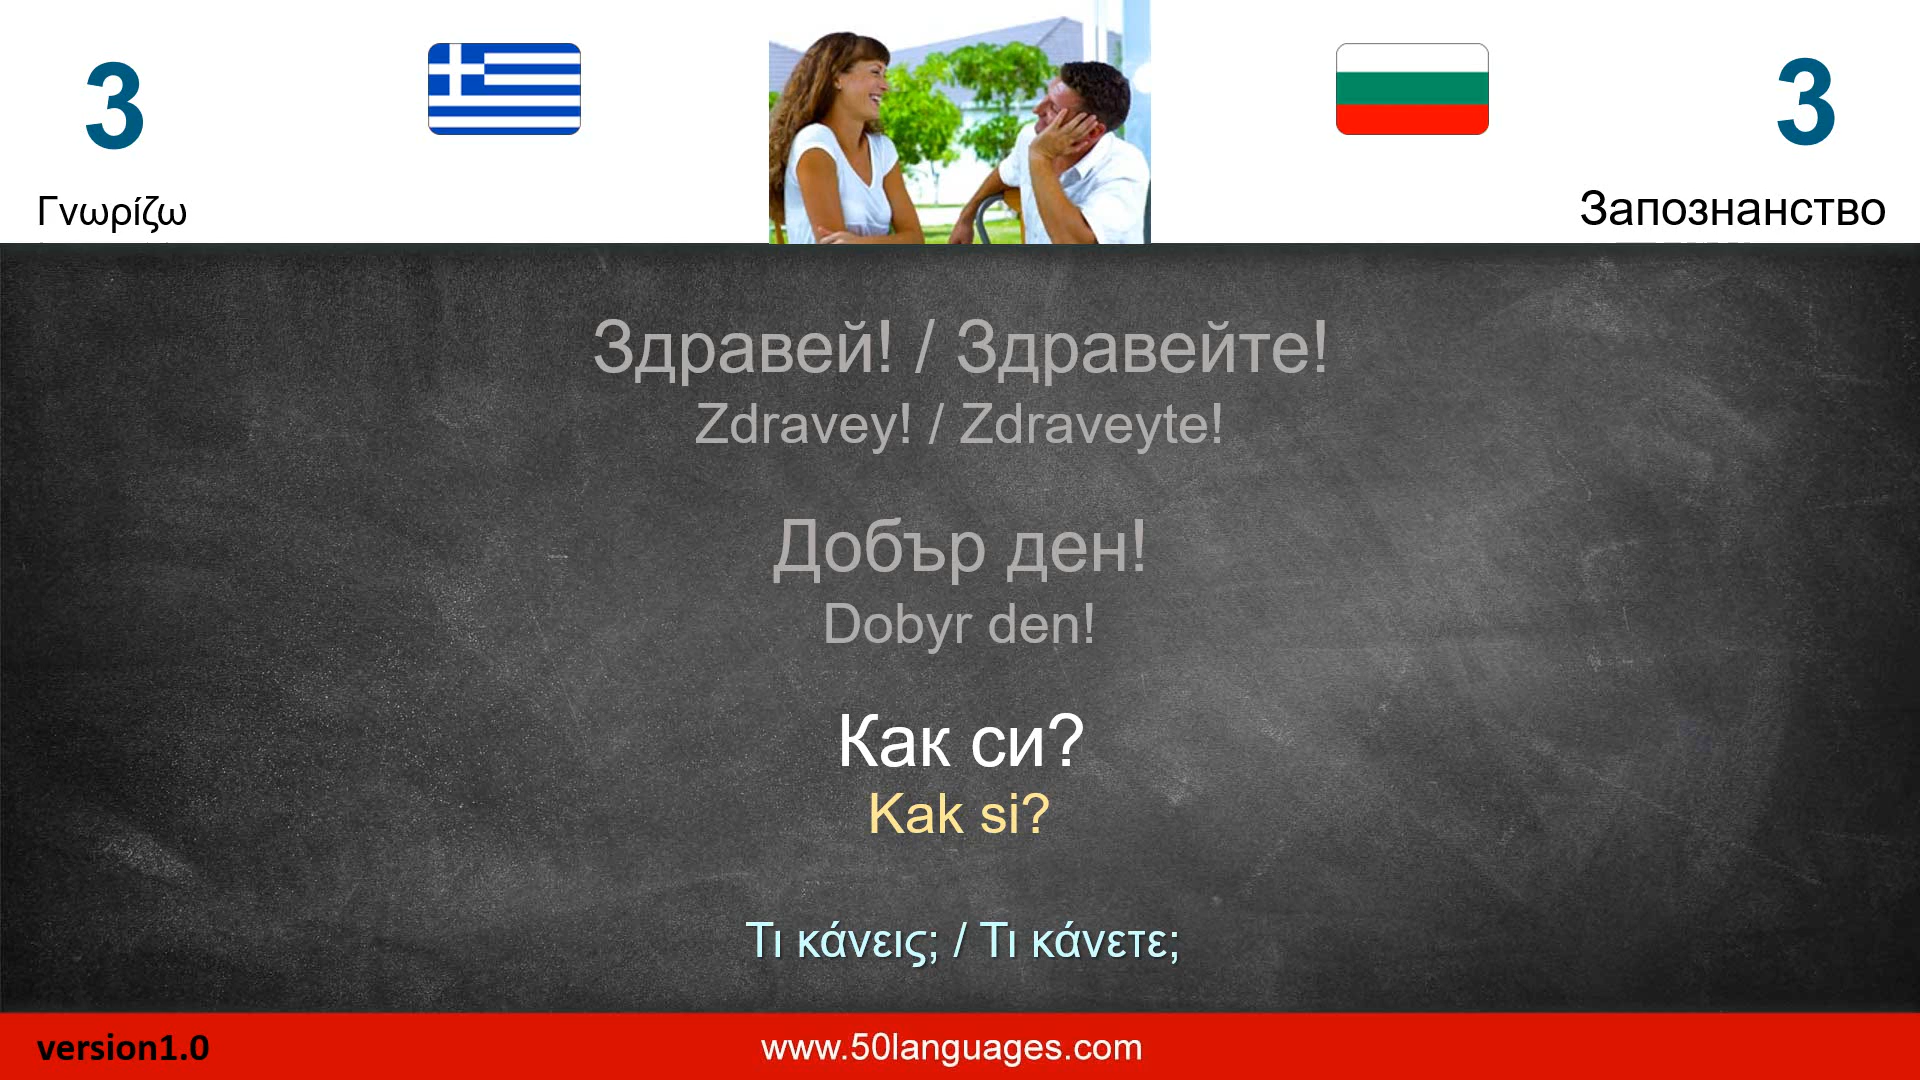 3
3
Γνωρίζω
Запознанство
Здравей! / Здравейте!
Zdravey! / Zdraveyte!
Добър ден!
Dobyr den!
Как си?
Kak si?
Τι κάνεις; / Τι κάνετε;
version1.0
www.50languages.com